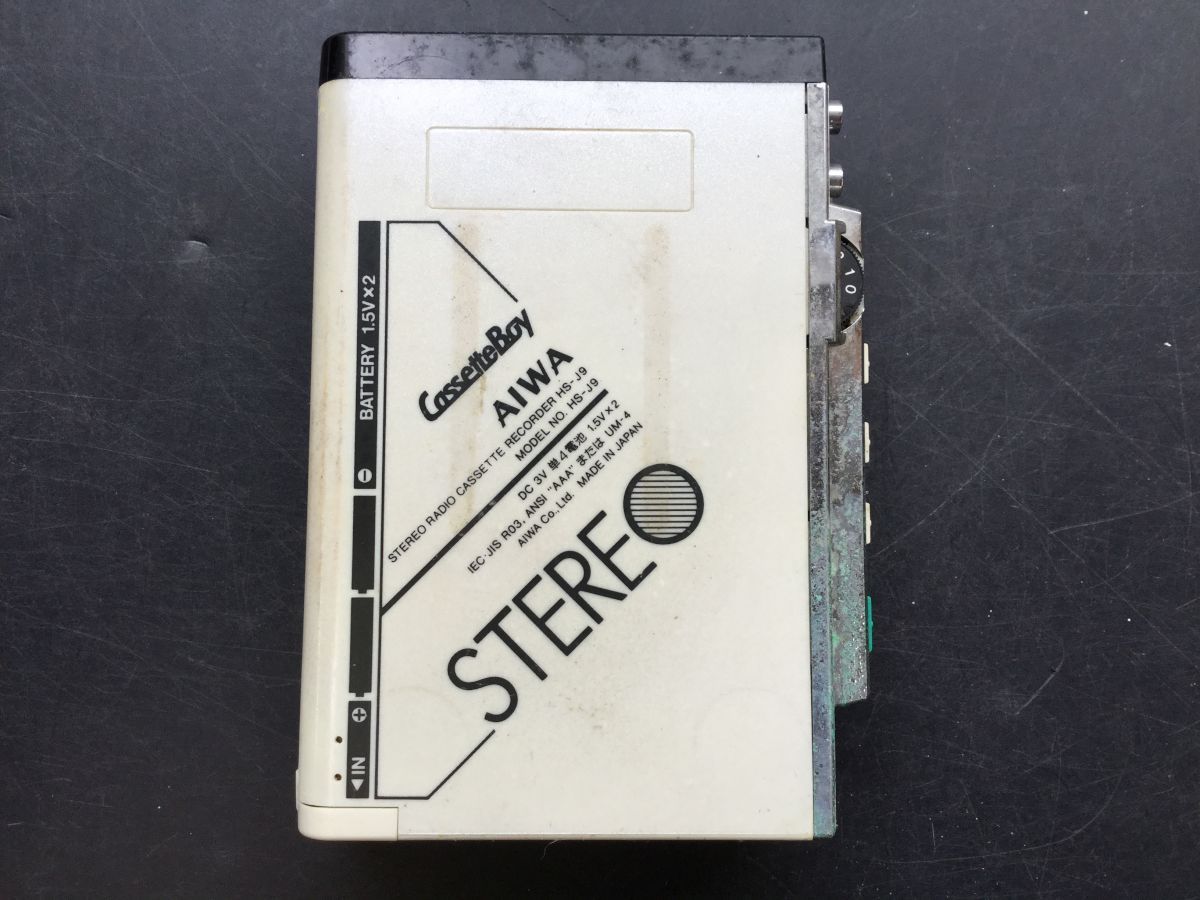 BATTERY 1.5V×2
⊖
⊕
◀IN
CassetteBoy
AIWA
STEREO RADIO CASSETTE RECORDER HS-J9
MODEL NO. HS-J9
DC 3V 単4電池 1.5V×2
IEC·JIS R03, ANSI "AAA" または UM-4
AIWA Co., Ltd. MADE IN JAPAN
STEREO
10